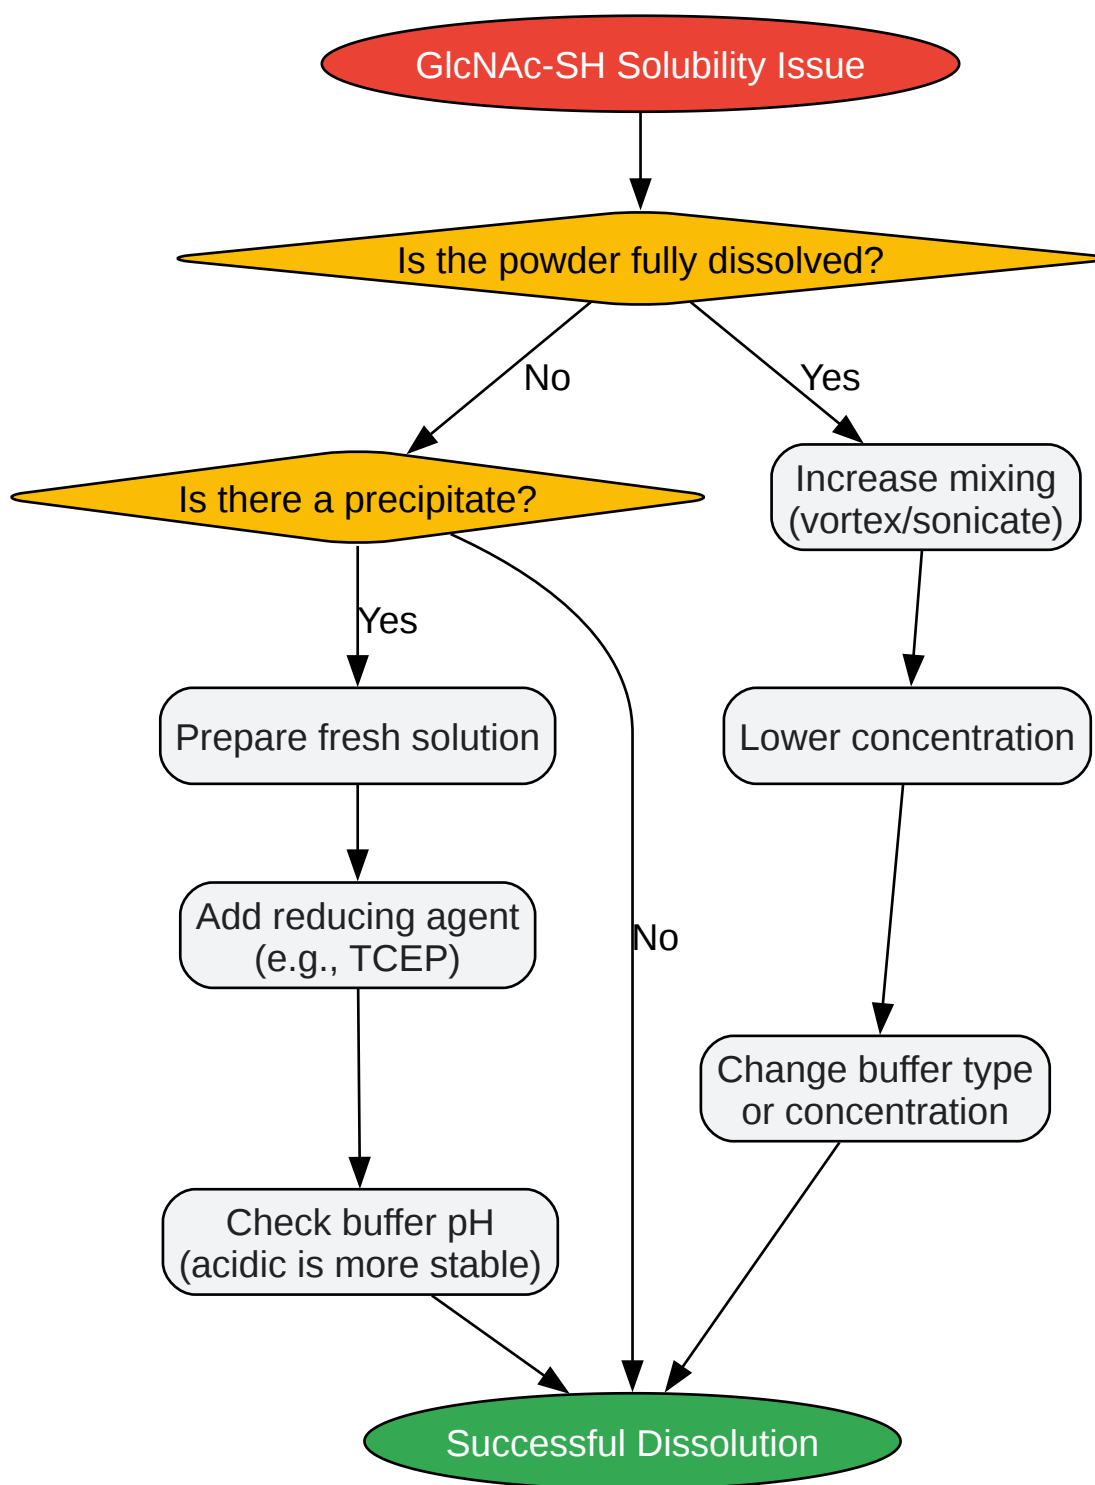 GlcNAc-SH Solubility Issue
Is the powder fully dissolved?
No
Yes
Is there a precipitate?
Increase mixing
(vortex/sonicate)
Yes
Prepare fresh solution
Lower concentration
Add reducing agent
(e.g., TCEP)
No
Change buffer type
or concentration
Check buffer pH
(acidic is more stable)
Successful Dissolution